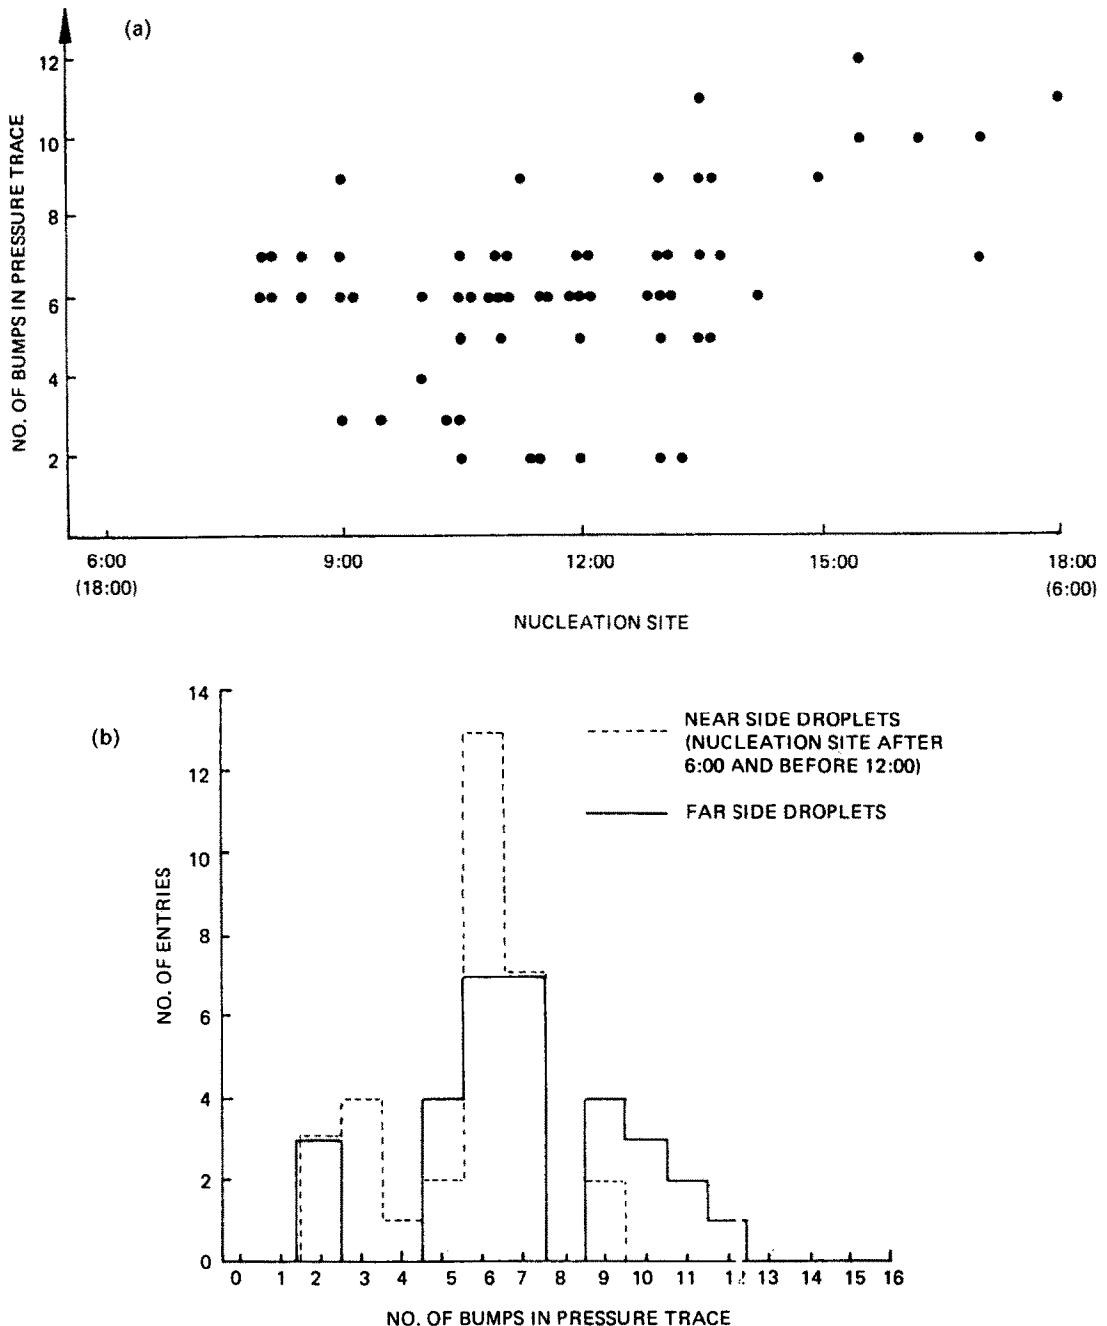 (a)
12
10
8
6
4
2
NO. OF BUMPS IN PRESSURE TRACE
6:00
(18:00)
9:00
12:00
15:00
18:00
(6:00)
NUCLEATION SITE
(b)
14
12
10
8
6
4
2
0
NO. OF ENTRIES
NEAR SIDE DROPLETS
(NUCLEATION SITE AFTER
6:00 AND BEFORE 12:00)
FAR SIDE DROPLETS
0 1 2 3 4 5 6 7 8 9 10 11 12 13 14 15 16
NO. OF BUMPS IN PRESSURE TRACE